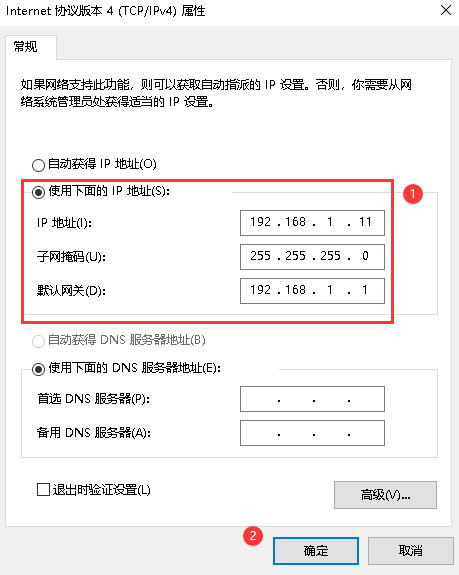 Internet 协议版本 4 (TCP/IPv4) 属性
常规
如果网络支持此功能，则可以获取自动指派的 IP 设置。否则，你需要从网
络系统管理员处获得适当的 IP 设置。
自动获得 IP 地址(O)
使用下面的 IP 地址(S):
1
IP 地址(I):
192 . 168 . 1 . 11
子网掩码(U):
255 . 255 . 255 . 0
默认网关(D):
192 . 168 . 1 . 1
自动获得 DNS 服务器地址(B)
使用下面的 DNS 服务器地址(E):
首选 DNS 服务器(P):
. . .
备用 DNS 服务器(A):
. . .
退出时验证设置(L)
高级(V)...
2
确定
取消